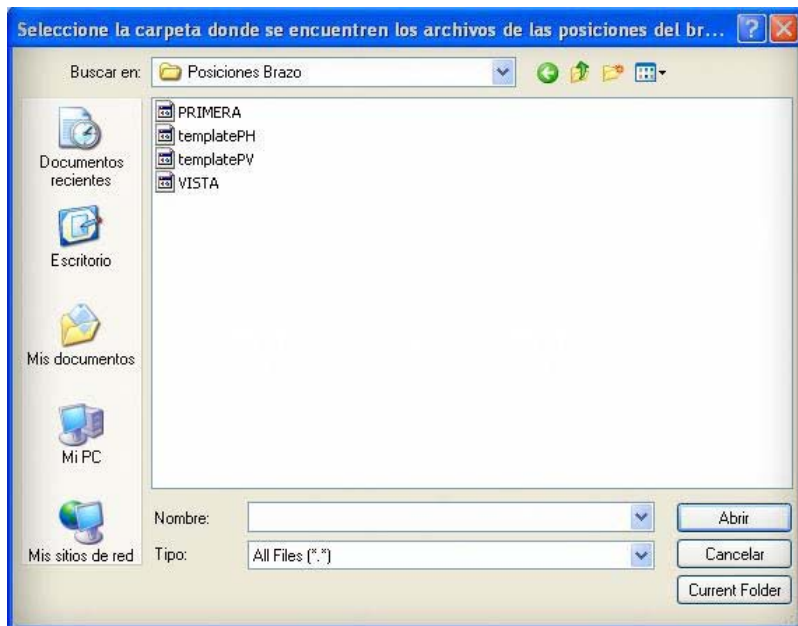 Seleccione la carpeta donde se encuentren los archivos de las posiciones del br...
Buscar en:
Posiciones Brazo
Documentos
recientes
Escritorio
Mis documentos
Mi PC
Mis sitios de red
PRIMERA
templatePH
templatePV
VISTA
Nombre:
Abrir
Tipo:
All Files (*.*)
Cancelar
Current Folder